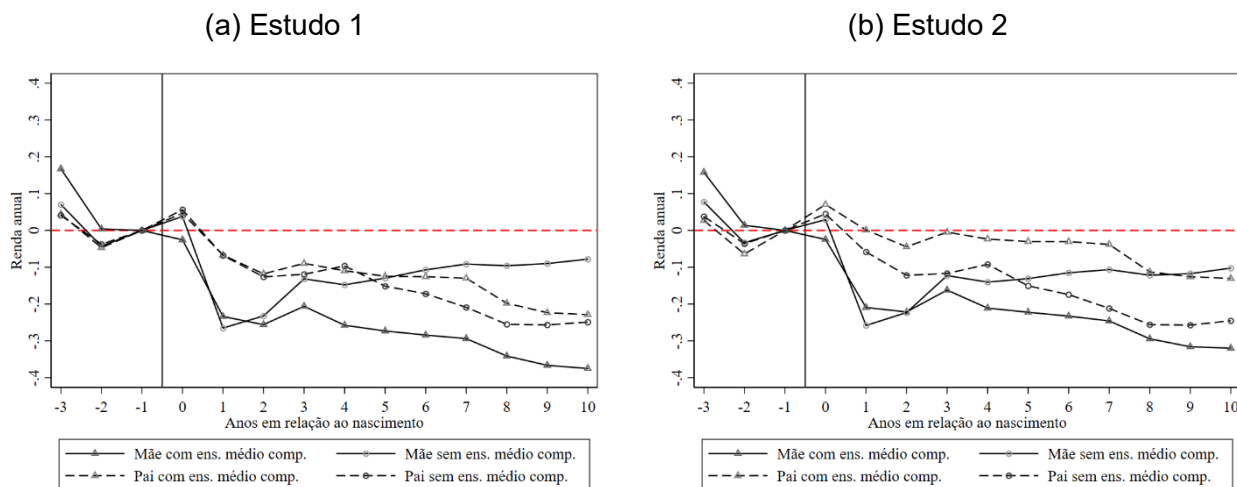 (a) Estudo 1
.4
.3
.2
.1
0
-.1
-.2
-.3
-.4
Renda anual
-3 -2 -1 0 1 2 3 4 5 6 7 8 9 10
Anos em relação ao nascimento
Mãe com ens. médio comp. Mãe sem ens. médio comp.
Pai com ens. médio comp. Pai sem ens. médio comp.
(b) Estudo 2
.4
.3
.2
.1
0
-.1
-.2
-.3
-.4
Renda anual
-3 -2 -1 0 1 2 3 4 5 6 7 8 9 10
Anos em relação ao nascimento
Mãe com ens. médio comp. Mãe sem ens. médio comp.
Pai com ens. médio comp. Pai sem ens. médio comp.